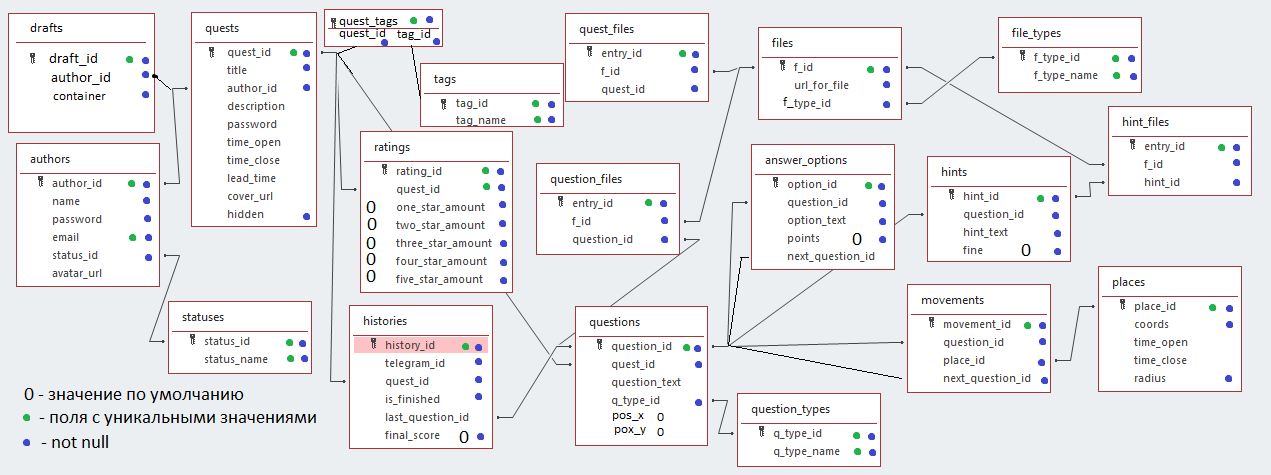 drafts
draft_id
author_id
container
quests
quest_id
title
author_id
description
password
time_open
time_close
lead_time
cover_url
hidden
quest_tags
quest_id tag_id
tags
tag_id
tag_name
quest_files
entry_id
f_id
quest_id
files
f_id
url_for_file
f_type_id
file_types
f_type_id
f_type_name
hint_files
entry_id
f_id
hint_id
authors
author_id
name
password
email
status_id
avatar_url
ratings
rating_id
quest_id
0 one_star_amount
0 two_star_amount
0 three_star_amount
0 four_star_amount
0 five_star_amount
question_files
entry_id
f_id
question_id
answer_options
option_id
question_id
option_text
points 0
next_question_id
hints
hint_id
question_id
hint_text
fine 0
statuses
status_id
status_name
histories
history_id
telegram_id
quest_id
is_finished
last_question_id
final_score 0
questions
question_id
quest_id
question_text
q_type_id
pos_x 0
pox_y 0
movements
movement_id
question_id
place_id
next_question_id
places
place_id
coords
time_open
time_close
radius
question_types
q_type_id
q_type_name
0 - значение по умолчанию
- поля с уникальными значениями
- not null